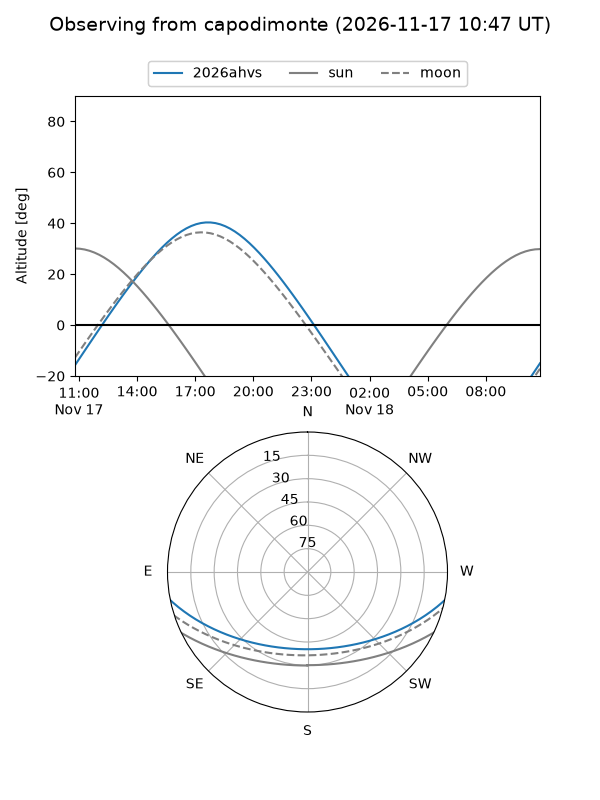 Observing from capodimonte (2026-11-17 10:47 UT)
2026ahvs sun moon
80
60
40
20
0
−20
Altitude [deg]
11:00 14:00 17:00 20:00 23:00 02:00 05:00 08:00
Nov 17 Nov 18
N
NE NW
15
30
45
60
75
E W
SE SW
S